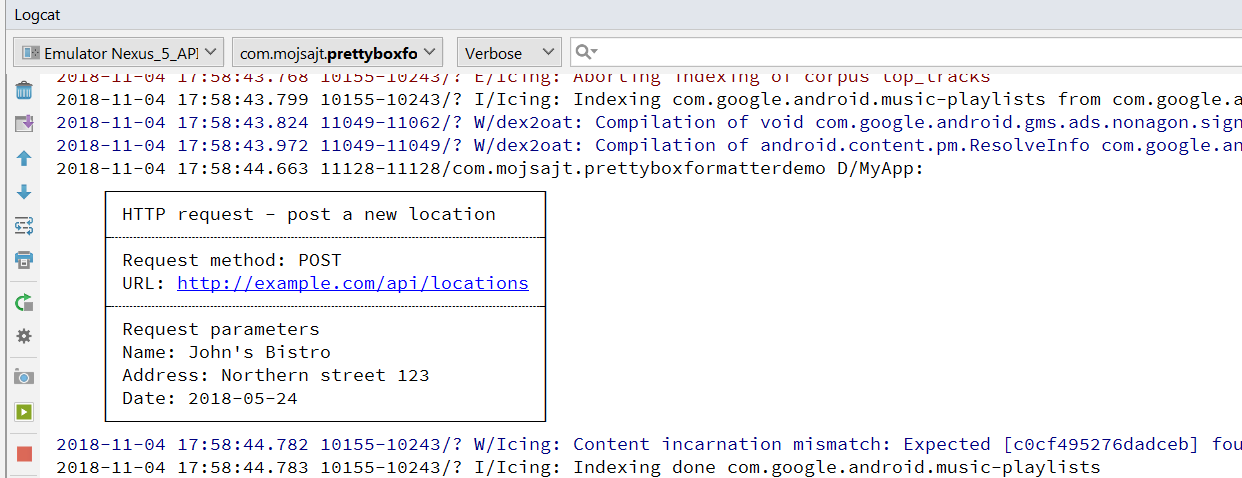 Logcat
Emulator Nexus_5_API com.mojsajt.prettyboxfo Verbose
2018-11-04 17:58:43.768 10155-10243/? E/Icing: Aborting indexing of corpus top_tracks
2018-11-04 17:58:43.799 10155-10243/? I/Icing: Indexing com.google.android.music-playlists from com.google.a
2018-11-04 17:58:43.824 11049-11062/? W/dex2oat: Compilation of void com.google.android.gms.ads.nonagon.sign
2018-11-04 17:58:43.972 11049-11049/? W/dex2oat: Compilation of android.content.pm.ResolveInfo com.google.an
2018-11-04 17:58:44.663 11128-11128/com.mojsajt.prettyboxformatterdemo D/MyApp:
HTTP request - post a new location
Request method: POST
URL: http://example.com/api/locations
Request parameters
Name: John's Bistro
Address: Northern street 123
Date: 2018-05-24
2018-11-04 17:58:44.782 10155-10243/? W/Icing: Content incarnation mismatch: Expected [c0cf495276dadceb] fou
2018-11-04 17:58:44.783 10155-10243/? I/Icing: Indexing done com.google.android.music-playlists